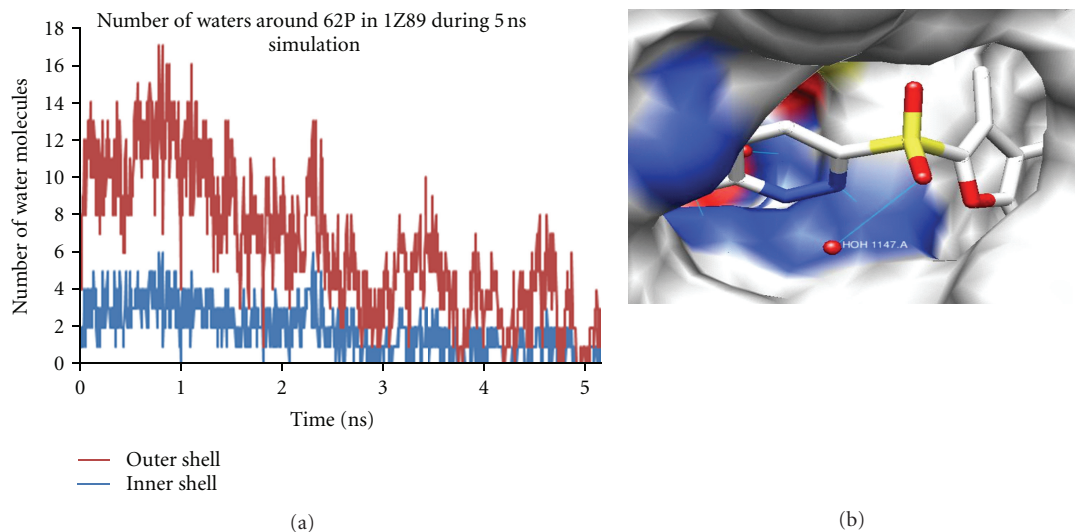 Number of waters around 62P in 1Z89 during 5 ns
simulation
18
16
14
12
10
8
6
4
2
0
Number of water molecules
0 1 2 3 4 5
Time (ns)
Outer shell
Inner shell
(a)
HOH 1147.A
(b)